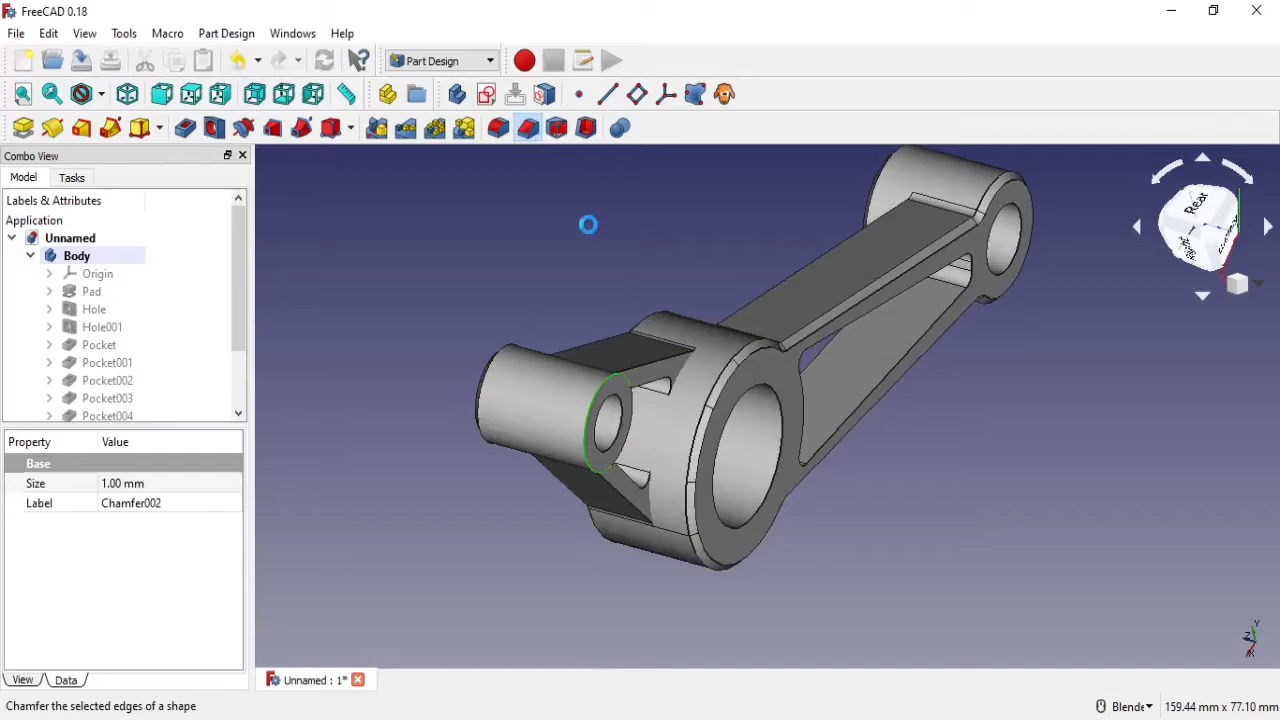 FreeCAD 0.18
File Edit View Tools Macro Part Design Windows Help
Part Design
Combo View
Model Tasks
Labels & Attributes
Application
Unnamed
Body
Origin
Pad
Hole
Hole001
Pocket
Pocket001
Pocket002
Pocket003
Pocket004
Property Value
Base
Size 1.00 mm
Label Chamfer002
View Data
Rear
Unnamed : 1*
Y
Z
X
Chamfer the selected edges of a shape
Blende
159.44 mm x 77.10 mm